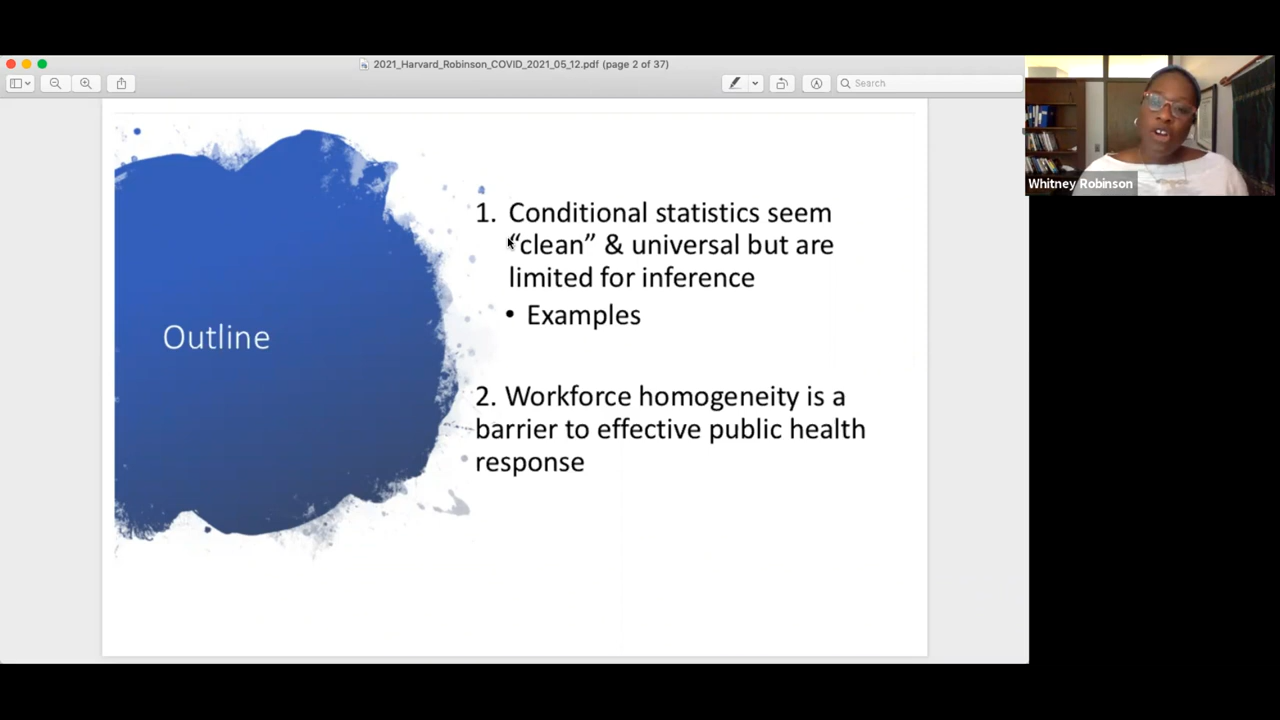 2021_Harvard_Robinson_COVID_2021_05_12.pdf (page 2 of 37)
Search
Whitney Robinson
Outline
1. Conditional statistics seem
“clean” & universal but are
limited for inference
• Examples
2. Workforce homogeneity is a
barrier to effective public health
response